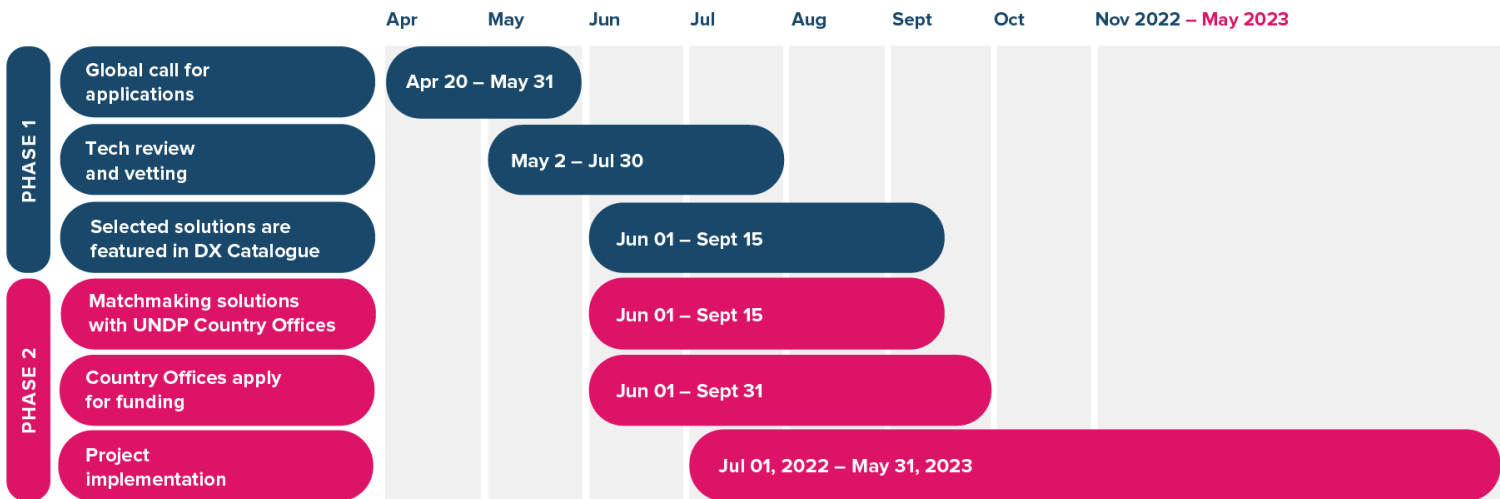 Apr May Jun Jul Aug Sept Oct Nov 2022 – May 2023
PHASE 1
Global call for
applications
Apr 20 – May 31
Tech review
and vetting
May 2 – Jul 30
Selected solutions are
featured in DX Catalogue
Jun 01 – Sept 15
PHASE 2
Matchmaking solutions
with UNDP Country Offices
Jun 01 – Sept 15
Country Offices apply
for funding
Jun 01 – Sept 31
Project
implementation
Jul 01, 2022 – May 31, 2023